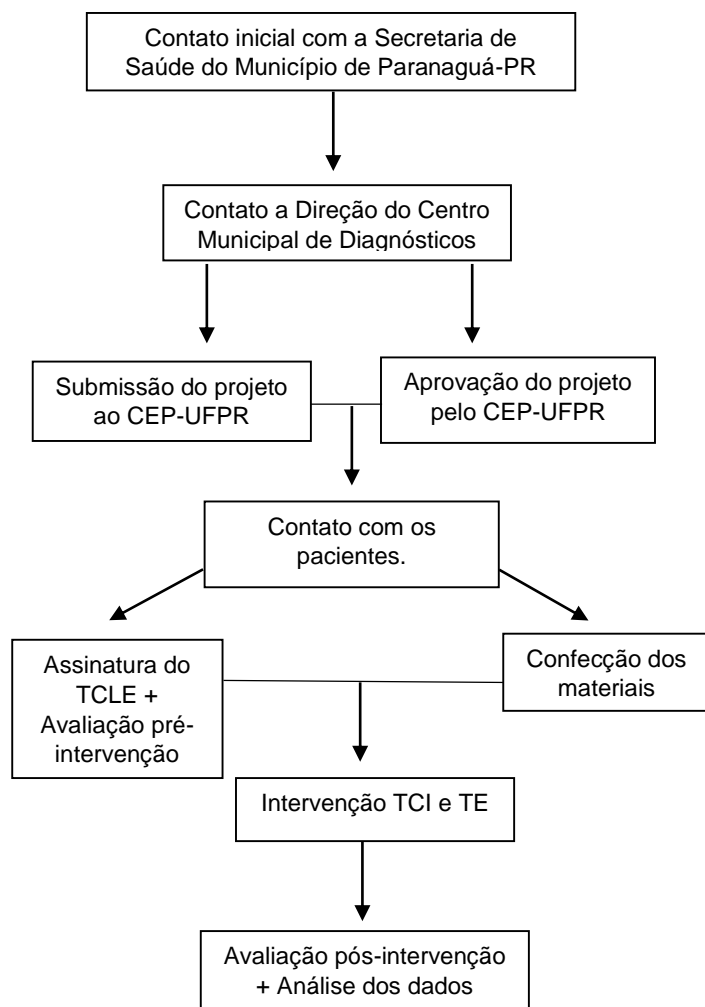 Contato inicial com a Secretaria de
Saúde do Município de Paranaguá-PR
Contato a Direção do Centro
Municipal de Diagnósticos
Submissão do projeto
ao CEP-UFPR
Aprovação do projeto
pelo CEP-UFPR
Contato com os
pacientes.
Assinatura do
TCLE +
Avaliação pré-
intervenção
Confecção dos
materiais
Intervenção TCI e TE
Avaliação pós-intervenção
+ Análise dos dados